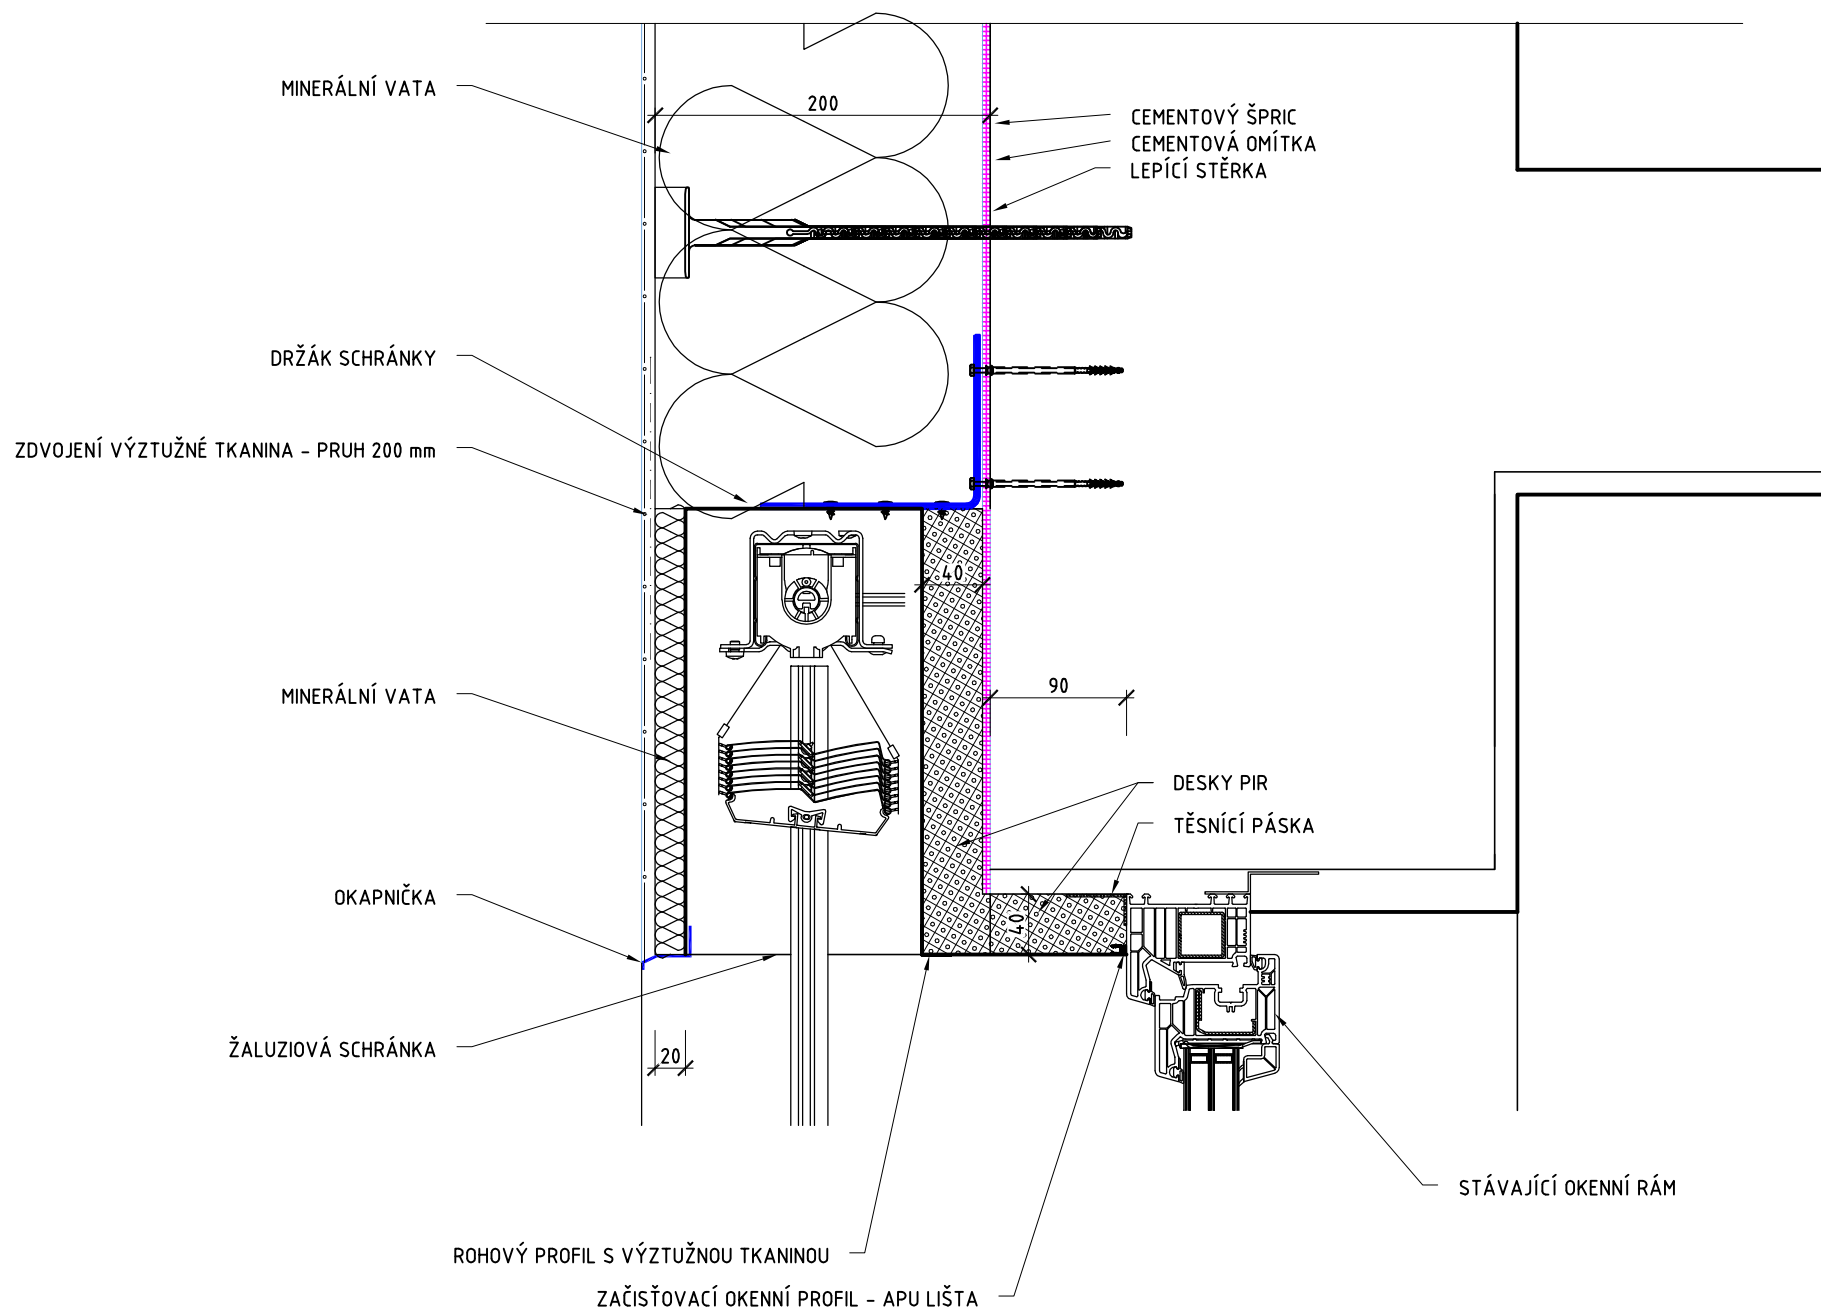 MINERÁLNÍ VATA
200
CEMENTOVÝ ŠPRIC
CEMENTOVÁ OMÍTKA
LEPÍCÍ STĚRKA
DRŽÁK SCHRÁNKY
ZDVOJENÍ VÝZTUŽNÉ TKANINA - PRUH 200 mm
40
MINERÁLNÍ VATA
90
DESKY PIR
TĚSNÍCÍ PÁSKA
OKAPNIČKA
40
ŽALUZIOVÁ SCHRÁNKA
20
STÁVAJÍCÍ OKENNÍ RÁM
ROHOVÝ PROFIL S VÝZTUŽNOU TKANINOU
ZAČISŤOVACÍ OKENNÍ PROFIL - APU LIŠTA